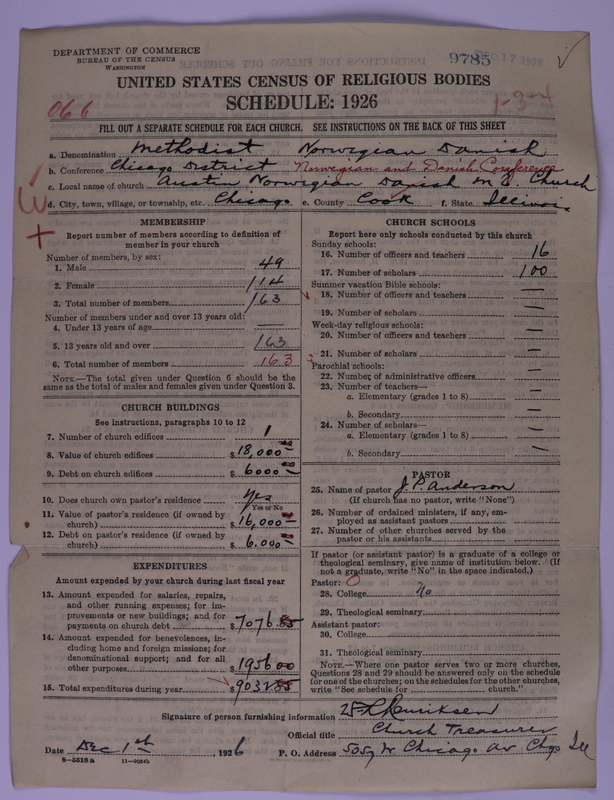 DEPARTMENT OF COMMERCE
BUREAU OF THE CENSUS
WASHINGTON
9785 DEC 17 1926
UNITED STATES CENSUS OF RELIGIOUS BODIES
SCHEDULE: 1926
066
1-3rd
FILL OUT A SEPARATE SCHEDULE FOR EACH CHURCH. SEE INSTRUCTIONS ON THE BACK OF THIS SHEET
a. Denomination Methodist Norwegian Danish
b. Conference Chicago District Norwegian and Danish Conference
c. Local name of church Austin Norwegian Danish M E Church
d. City, town, village, or township, etc. Chicago e. County Cook f. State Illinois
MEMBERSHIP
Report number of members according to definition of
member in your church
Number of members, by sex:
1. Male 49
2. Female 114
3. Total number of members 163
Number of members under and over 13 years old:
4. Under 13 years of age —
5. 13 years old and over 163
6. Total number of members 163
NOTE.—The total given under Question 6 should be the
same as the total of males and females given under Question 3.
CHURCH BUILDINGS
See instructions, paragraphs 10 to 12
7. Number of church edifices 1
8. Value of church edifices $18,000 00
9. Debt on church edifices $6000 00
10. Does church own pastor's residence Yes
Yes or No
11. Value of pastor's residence (if owned by
church) $16,000
12. Debt on pastor's residence (if owned by
church) $6.000
EXPENDITURES
Amount expended by your church during last fiscal year
13. Amount expended for salaries, repairs,
and other running expenses; for im-
provements or new buildings; and for
payments on church debt $7076.85
14. Amount expended for benevolences, in-
cluding home and foreign missions; for
denominational support; and for all
other purposes $1956 00
15. Total expenditures during year $9032 85
CHURCH SCHOOLS
Report here only schools conducted by this church
Sunday schools:
16. Number of officers and teachers 16
17. Number of scholars 100
Summer vacation Bible schools:
18. Number of officers and teachers —
19. Number of scholars —
Week-day religious schools:
20. Number of officers and teachers —
21. Number of scholars —
Parochial schools:
22. Number of administrative officers —
23. Number of teachers—
a. Elementary (grades 1 to 8) —
b. Secondary —
24. Number of scholars—
a. Elementary (grades 1 to 8) —
b. Secondary —
PASTOR
25. Name of pastor J. P. Anderson
(If church has no pastor, write "None")
26. Number of ordained ministers, if any, em-
ployed as assistant pastors
27. Number of other churches served by the
pastor or his assistants
If pastor (or assistant pastor) is a graduate of a college or
theological seminary, give name of institution below. (If
not a graduate, write "No" in the space indicated.)
Pastor: O
28. College No
29. Theological seminary
Assistant pastor:
30. College
31. Theological seminary
NOTE.—Where one pastor serves two or more churches,
Questions 28 and 29 should be answered only on the schedule
for one of the churches; on the schedules for the other churches,
write "See schedule for church."
Signature of person furnishing information Henriksen
Official title Church Treasurer
Date Dec 1st, 1926 P. O. Address 5057 W Chicago av Chgo Ill
8—5518a 11—9054b